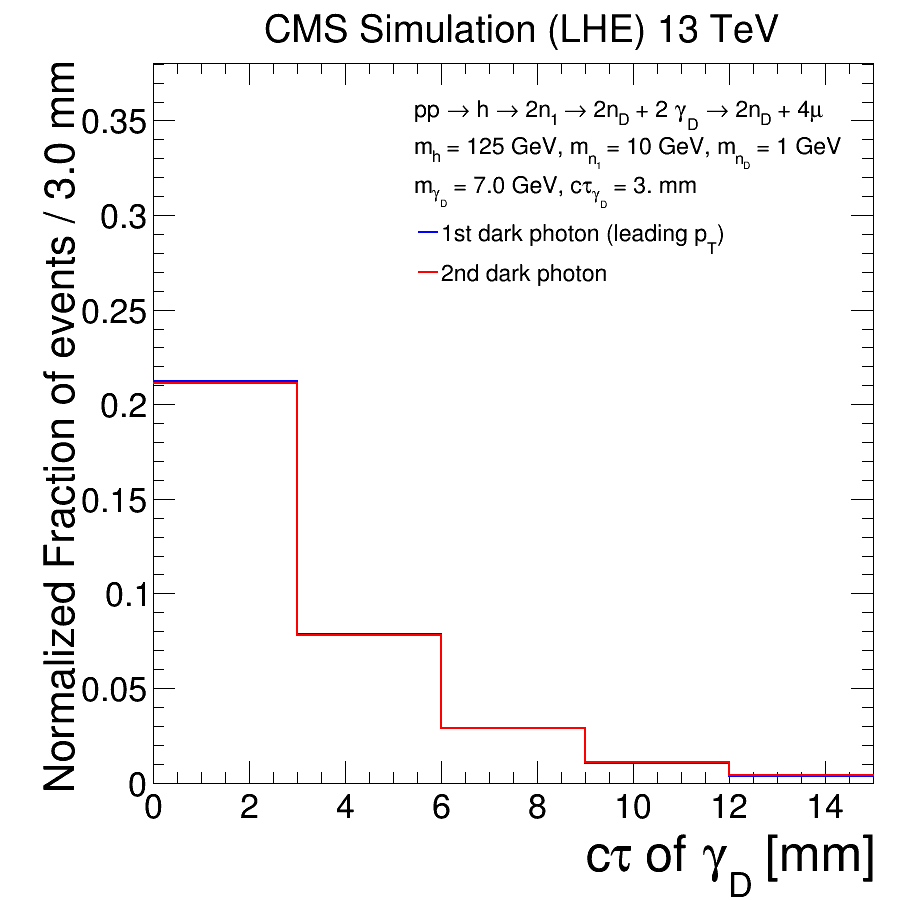 CMS Simulation (LHE) 13 TeV
Normalized Fraction of events / 3.0 mm
0.35
0.3
0.25
0.2
0.15
0.1
0.05
0
pp → h → 2n1 → 2nD + 2 γD → 2nD + 4μ
mh = 125 GeV, mn1 = 10 GeV, mnD = 1 GeV
mγD = 7.0 GeV, cτγD = 3. mm
1st dark photon (leading pT)
2nd dark photon
0 2 4 6 8 10 12 14
cτ of γD [mm]